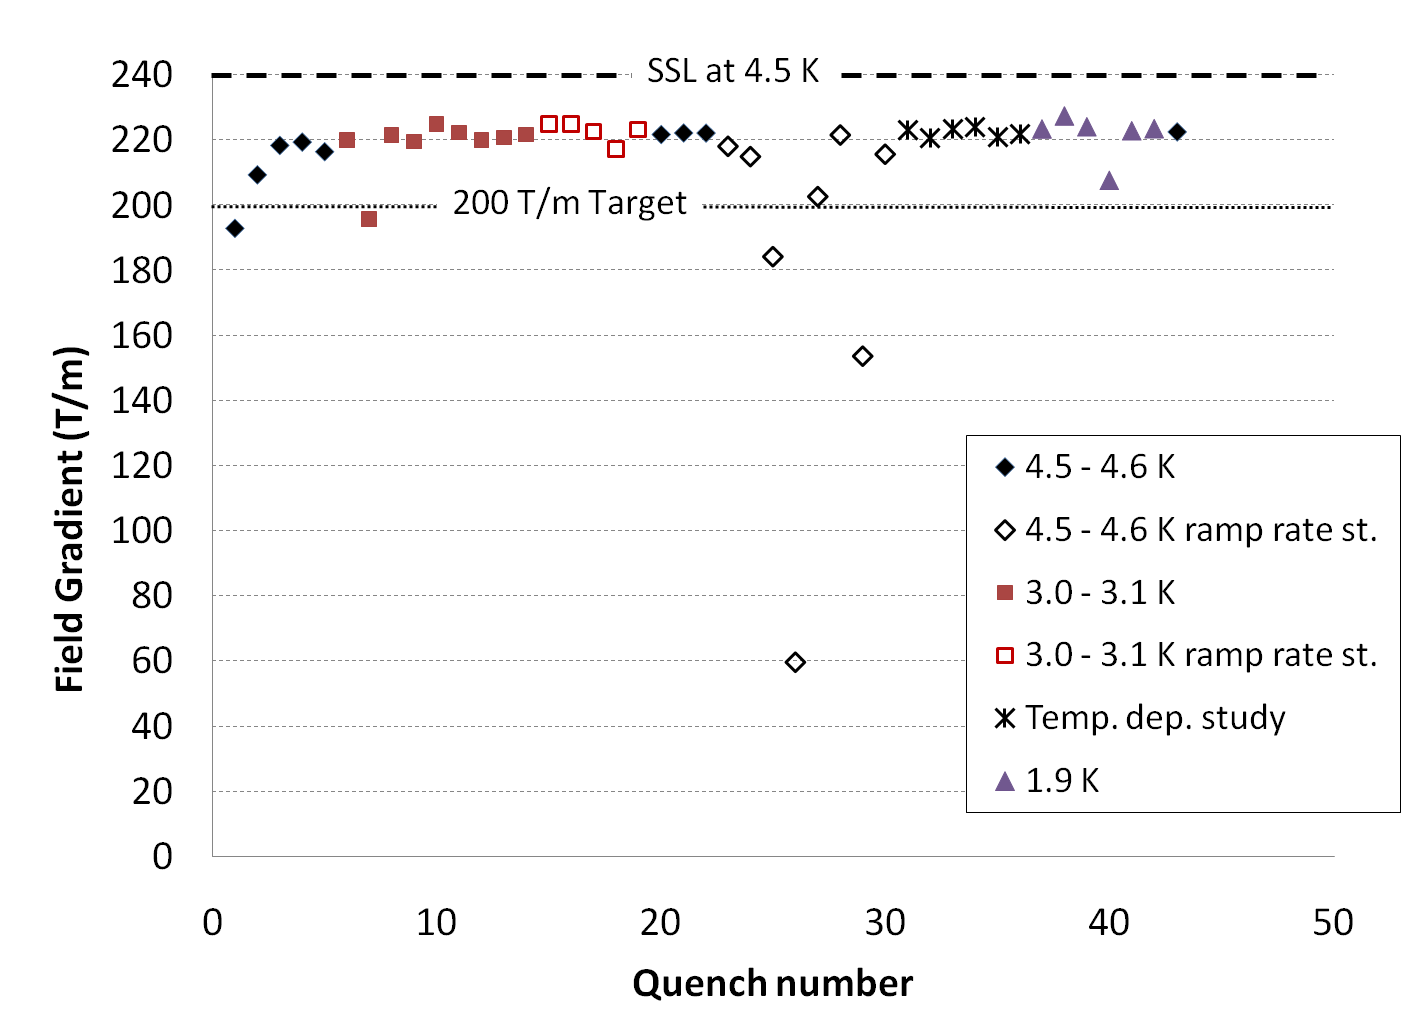 240
SSL at 4.5 K
220
200
200 T/m Target
180
160
140
120
100
80
60
40
20
0
Field Gradient (T/m)
4.5 - 4.6 K
4.5 - 4.6 K ramp rate st.
3.0 - 3.1 K
3.0 - 3.1 K ramp rate st.
Temp. dep. study
1.9 K
0 10 20 30 40 50
Quench number